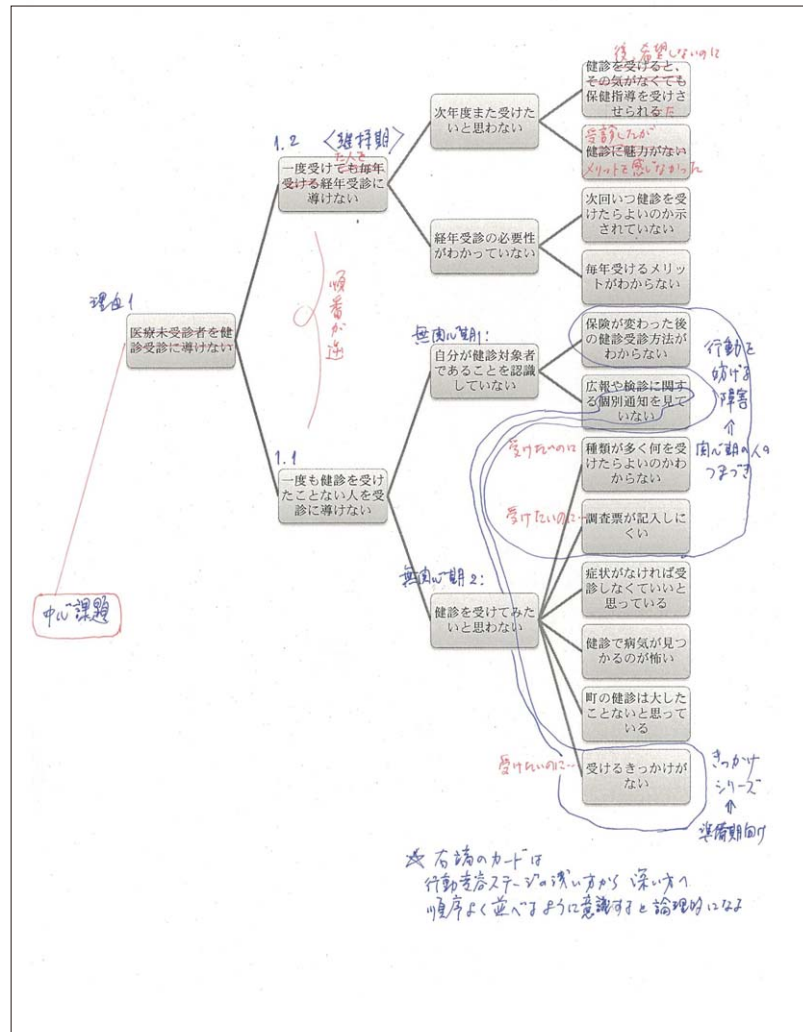 後、希望しないのに
健診を受けると、
その気がなくても
保健指導を受けさ
せられる た
次年度また受けた
いと思わない
受診したが
健診に魅力がない
メリットを感じなかった
1.2 〈維持期〉
た人を
一度受けても毎年
受ける経年受診に
導けない
次回いつ健診を
受けたらよいのか示
されていない
経年受診の必要性
がわかっていない
毎年受けるメリッ
トがわからない
順番が逆
理由1
医療未受診者を健
診受診に導けない
無関心期1:
自分が健診対象者
であることを認識
していない
保険が変わった後
の健診受診方法が
わからない
広報や検診に関す
る個別通知を見て
いない
行動を
妨げる
障害
⇑
関心期の人の
つまづき
1.1
一度も健診を受け
たことない人を受
診に導けない
受けたいのに
種類が多く何を受
けたらよいのかわ
からない
受けたいのに…
調査票が記入しに
くい
無関心期2:
健診を受けてみた
いと思わない
症状がなければ受
診しなくていいと
思っている
健診で病気が見つ
かるのが怖い
町の健診は大した
ことないと思って
いる
受けたいのに…
受けるきっかけが
ない
きっかけ
シリーズ
⇑
準備期向け
中心課題
☆ 右端のカードは
行動変容ステージの浅い方から 深い方へ
順序よく並べるように意識すると論理的になる